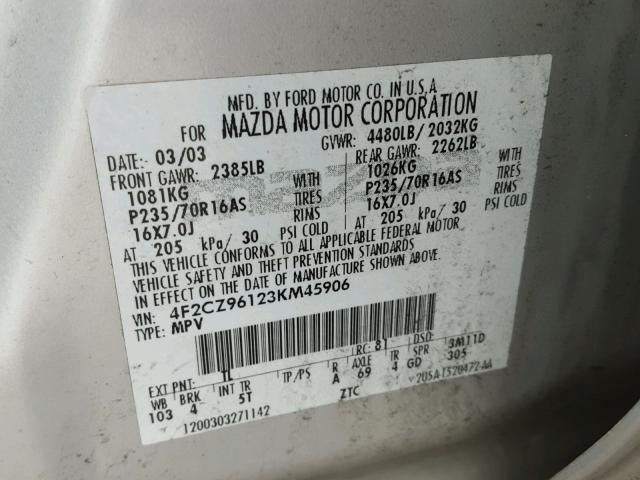 MFD. BY FORD MOTOR CO. IN U.S.A
FOR MAZDA MOTOR CORPORATION
DATE: 03/03 GVWR: 4480LB/ 2032KG
FRONT GAWR: 2385LB REAR GAWR: 2262LB
1081KG WITH 1026KG WITH
P235/70R16AS TIRES P235/70R16AS TIRES
16X7.0J RIMS 16X7.0J RIMS
AT 205 kPa/ 30 PSI COLD AT 205 kPa/ 30 PSI COLD
THIS VEHICLE CONFORMS TO ALL APPLICABLE FEDERAL MOTOR
VEHICLE SAFETY AND THEFT PREVENTION STANDARDS
IN EFFECT ON THE DATE OF MANUFACTURE SHOWN ABOVE.
VIN: 4F2CZ96123KM45906
TYPE: MPV
EXT PNT: TL RC: 81 DSO:
WB BRK INT TR TP/PS R AXLE TR SPR 3M11D
103 4 5T A 69 4 GD 305
ZTC
1200303271142